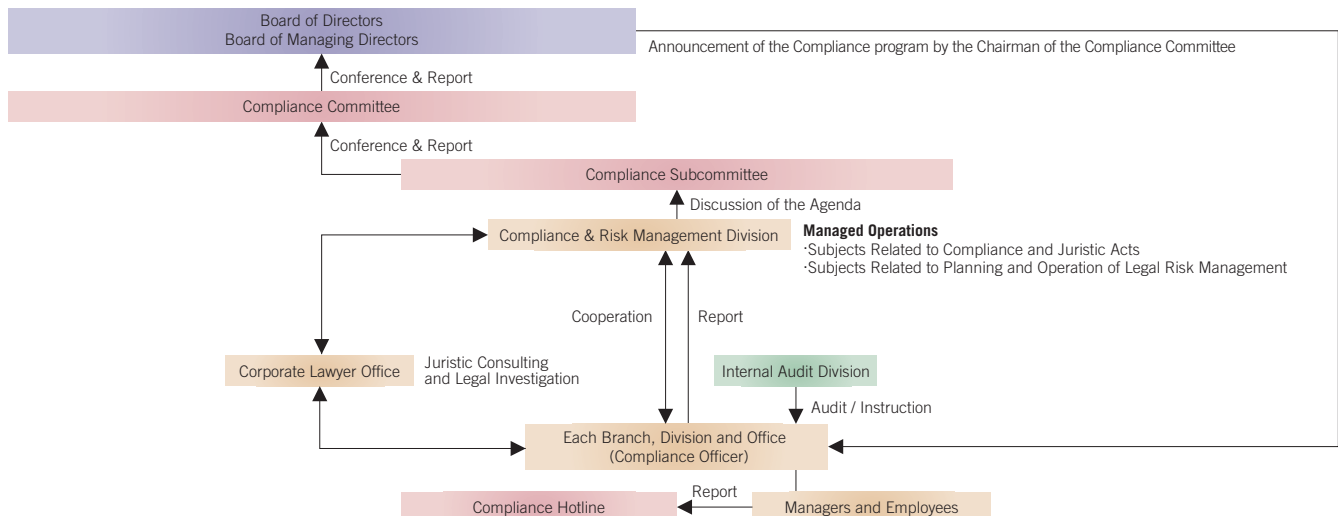 Board of Directors
Board of Managing Directors
Announcement of the Compliance program by the Chairman of the Compliance Committee
Conference & Report
Compliance Committee
Conference & Report
Compliance Subcommittee
Discussion of the Agenda
Compliance & Risk Management Division
Managed Operations
·Subjects Related to Compliance and Juristic Acts
·Subjects Related to Planning and Operation of Legal Risk Management
Cooperation
Report
Corporate Lawyer Office
Juristic Consulting
and Legal Investigation
Internal Audit Division
Audit / Instruction
Each Branch, Division and Office
(Compliance Officer)
Report
Compliance Hotline
Managers and Employees